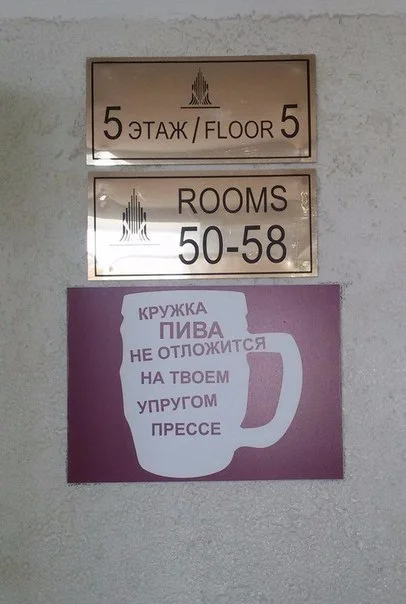 5 ЭТАЖ / FLOOR 5
ROOMS
50-58
КРУЖКА
ПИВА
НЕ ОТЛОЖИТСЯ
НА ТВОЕМ
УПРУГОМ
ПРЕССЕ